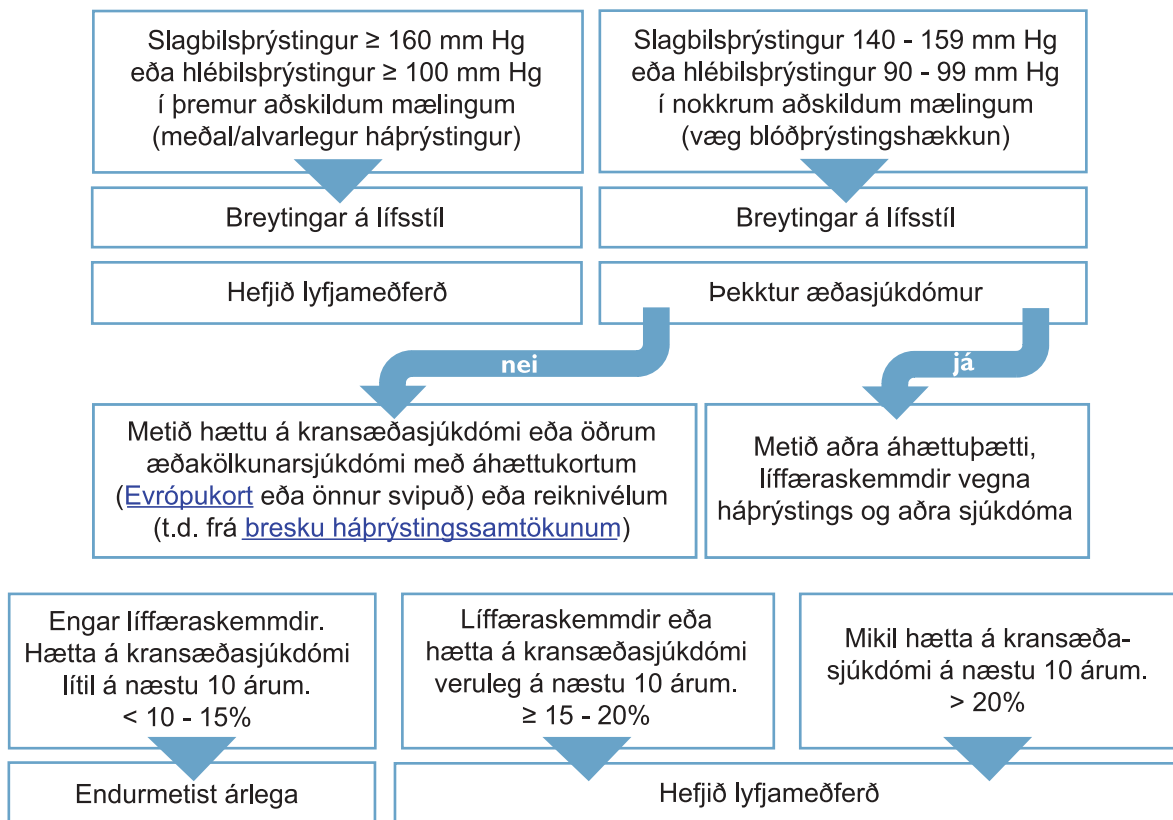 Slagbilsþrýstingur ≥ 160 mm Hg
eða hlébilsþrýstingur ≥ 100 mm Hg
í þremur aðskildum mælingum
(meðal/alvarlegur háþrýstingur)
Slagbilsþrýstingur 140 - 159 mm Hg
eða hlébilsþrýstingur 90 - 99 mm Hg
í nokkrum aðskildum mælingum
(væg blóðþrýstingshækkun)
Breytingar á lífsstíl
Breytingar á lífsstíl
Hefjið lyfjameðferð
Þekktur æðasjúkdómur
nei
já
Metið hættu á kransæðasjúkdómi eða öðrum
æðakölkunarsjúkdómi með áhættukortum
(Evrópukort eða önnur svipuð) eða reiknivélum
(t.d. frá bresku háþrýstingssamtökunum)
Metið aðra áhættuþætti,
líffæraskemmdir vegna
háþrýstings og aðra sjúkdóma
Engar líffæraskemmdir.
Hætta á kransæðasjúkdómi
lítil á næstu 10 árum.
< 10 - 15%
Líffæraskemmdir eða
hætta á kransæðasjúkdómi
veruleg á næstu 10 árum.
≥ 15 - 20%
Mikil hætta á kransæða-
sjúkdómi á næstu 10 árum.
> 20%
Endurmetist árlega
Hefjið lyfjameðferð